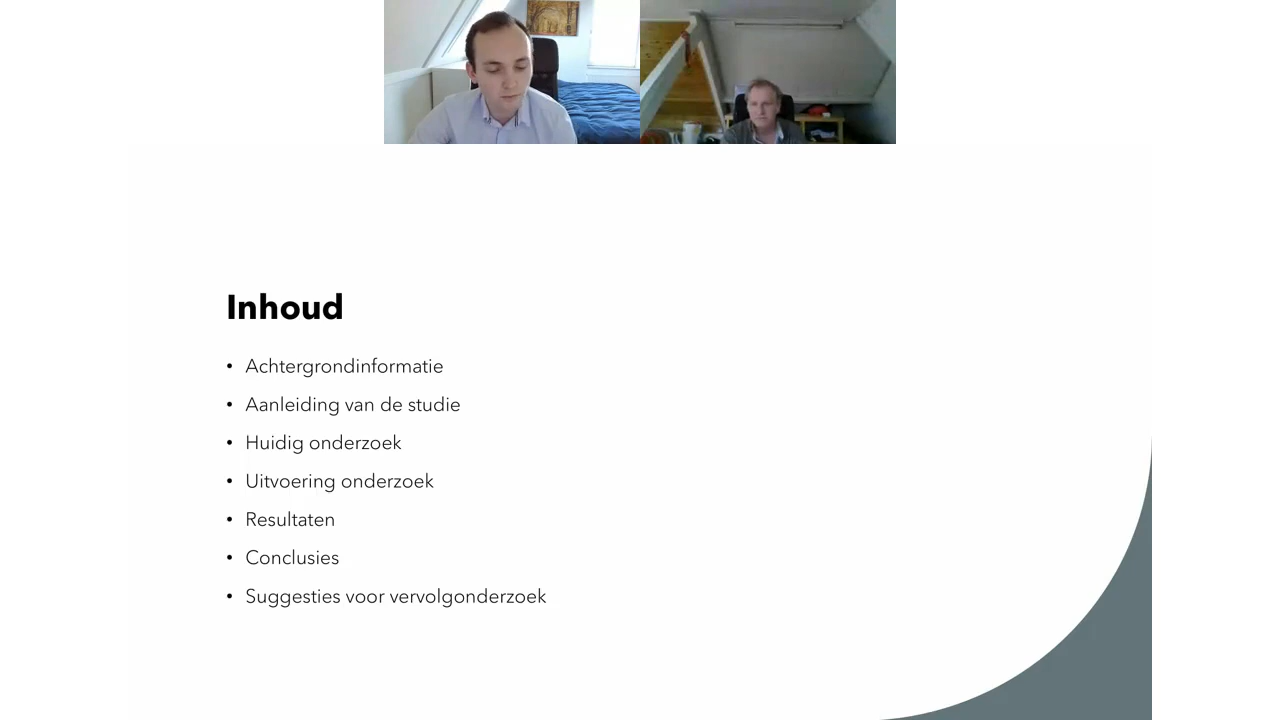 Inhoud
• Achtergrondinformatie
• Aanleiding van de studie
• Huidig onderzoek
• Uitvoering onderzoek
• Resultaten
• Conclusies
• Suggesties voor vervolgonderzoek